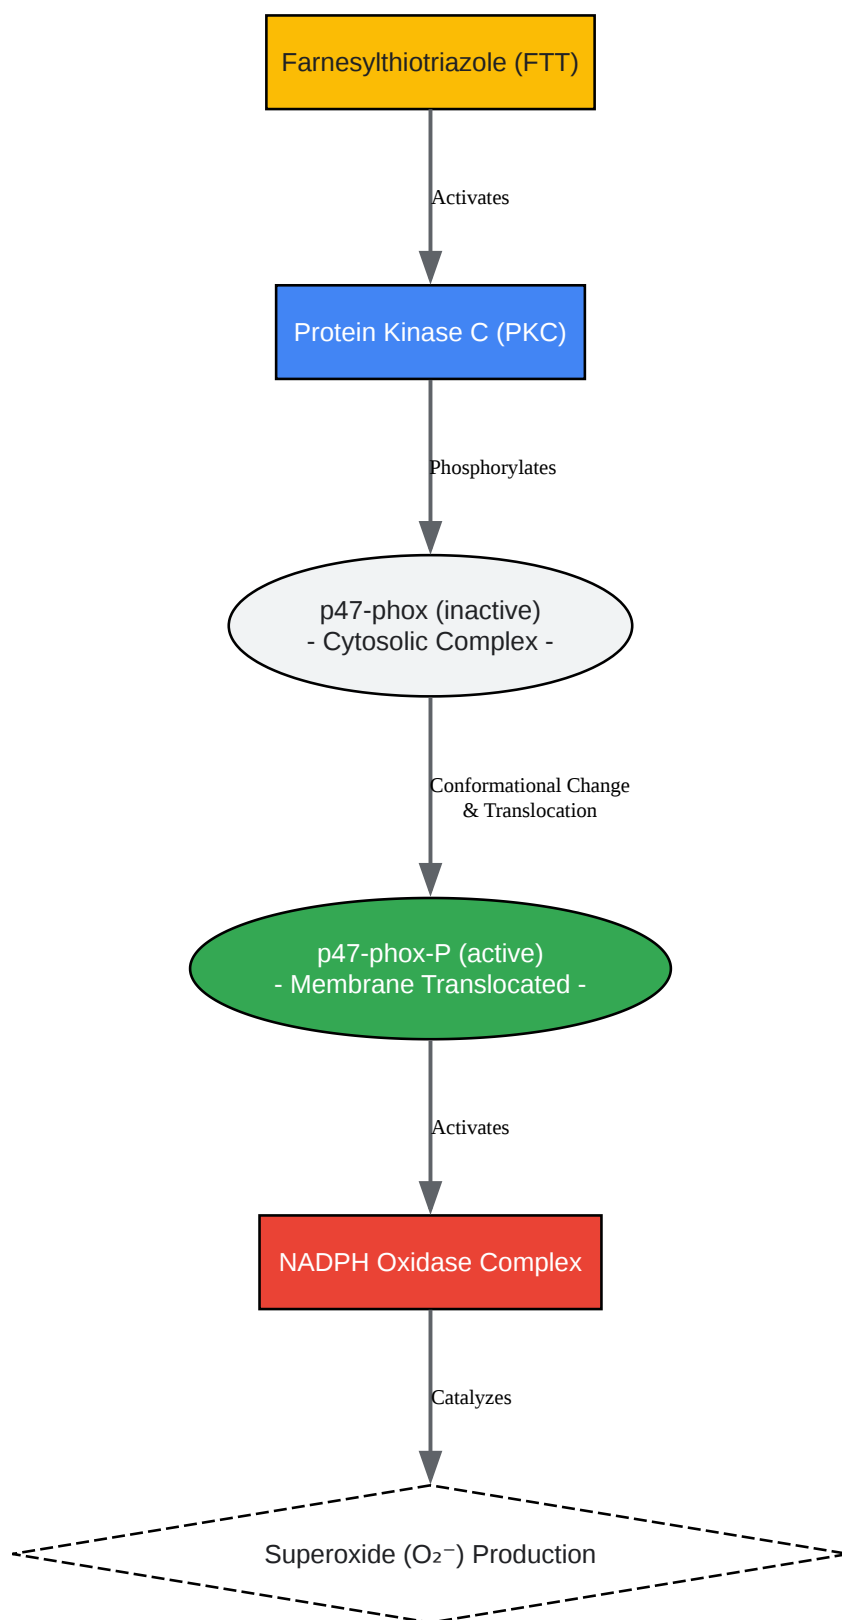 Farnesylthiotriazole (FTT)
Activates
Protein Kinase C (PKC)
Phosphorylates
p47-phox (inactive)
- Cytosolic Complex -
Conformational Change
& Translocation
p47-phox-P (active)
- Membrane Translocated -
Activates
NADPH Oxidase Complex
Catalyzes
Superoxide (O₂⁻) Production